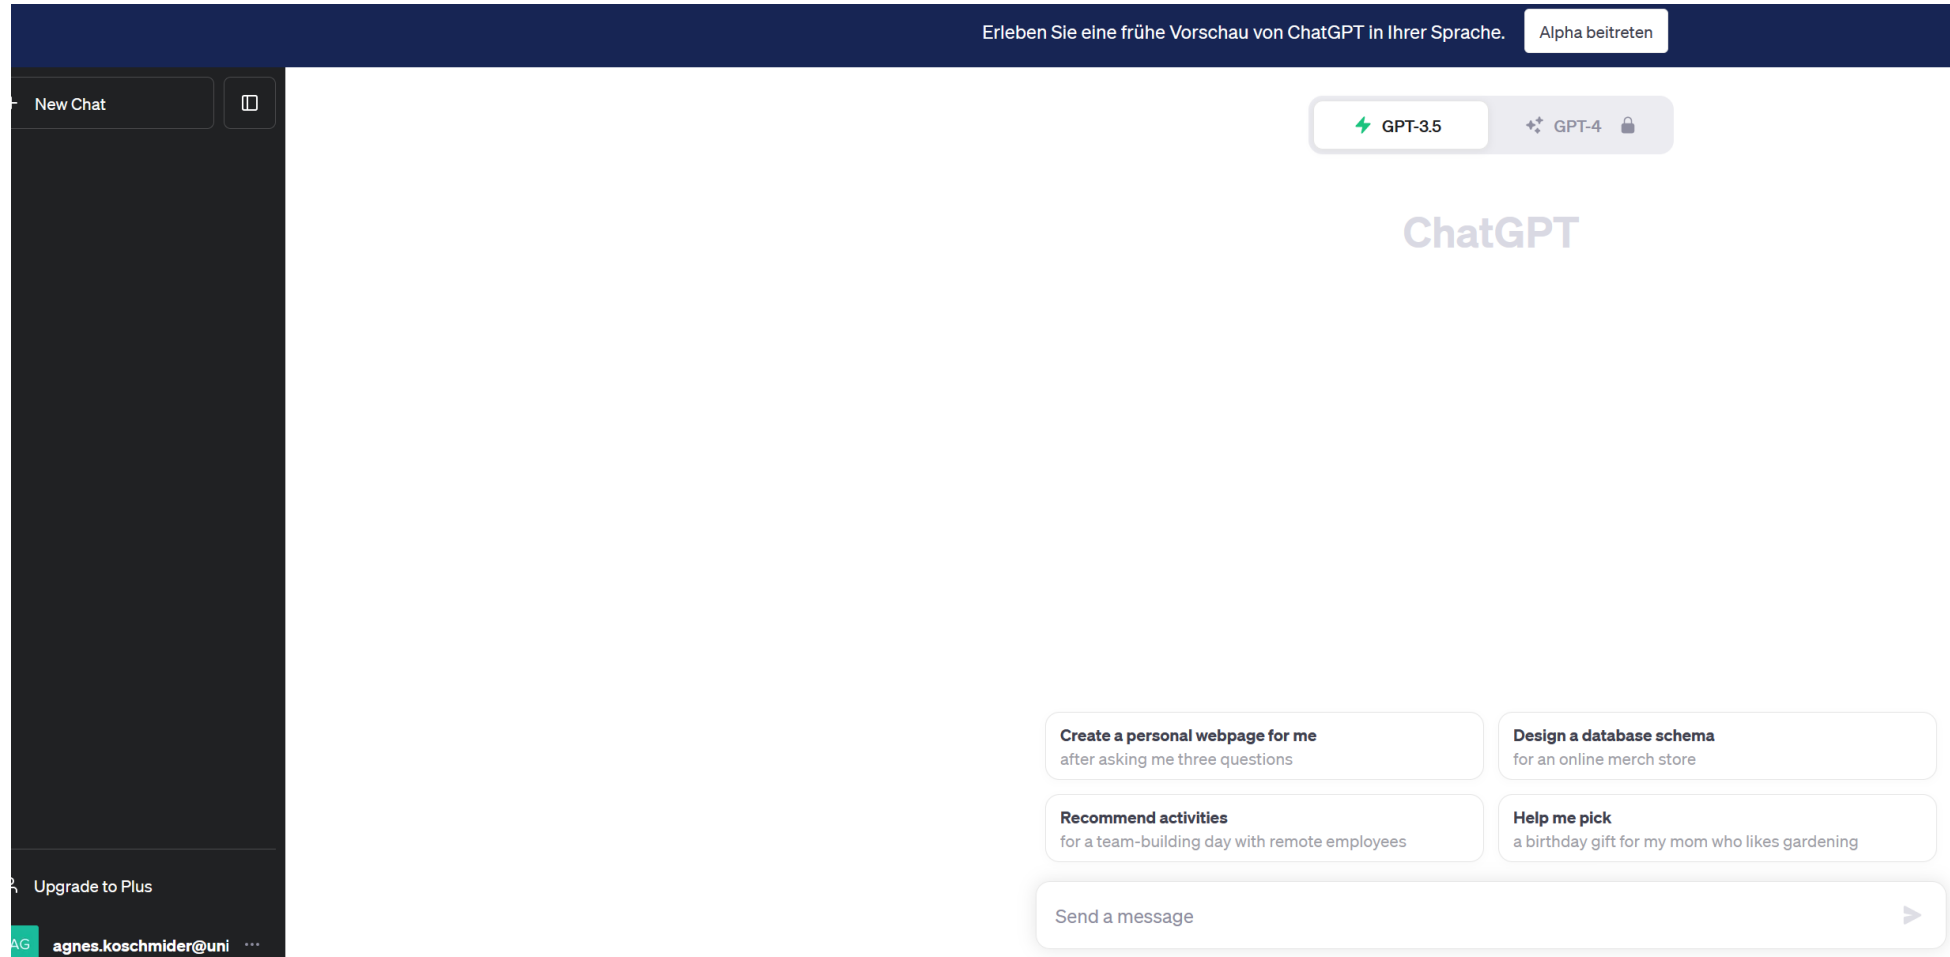 Erleben Sie eine frühe Vorschau von ChatGPT in Ihrer Sprache. Alpha beitreten
New Chat
GPT-3.5 GPT-4
ChatGPT
Create a personal webpage for me
after asking me three questions
Design a database schema
for an online merch store
Recommend activities
for a team-building day with remote employees
Help me pick
a birthday gift for my mom who likes gardening
Upgrade to Plus
Send a message
AG agnes.koschmider@uni